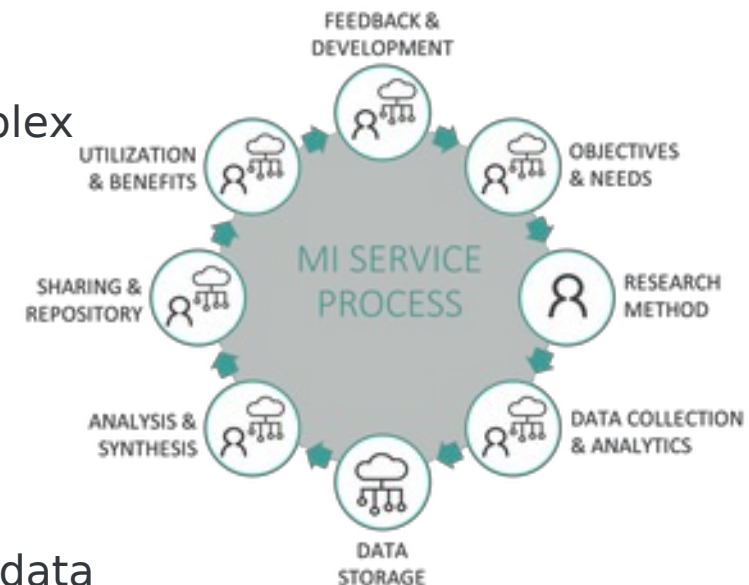 FEEDBACK &
DEVELOPMENT
plex
UTILIZATION
& BENEFITS
OBJECTIVES
& NEEDS
MI SERVICE
PROCESS
SHARING &
REPOSITORY
RESEARCH
METHOD
ANALYSIS &
SYNTHESIS
DATA COLLECTION
& ANALYTICS
DATA
STORAGE
data